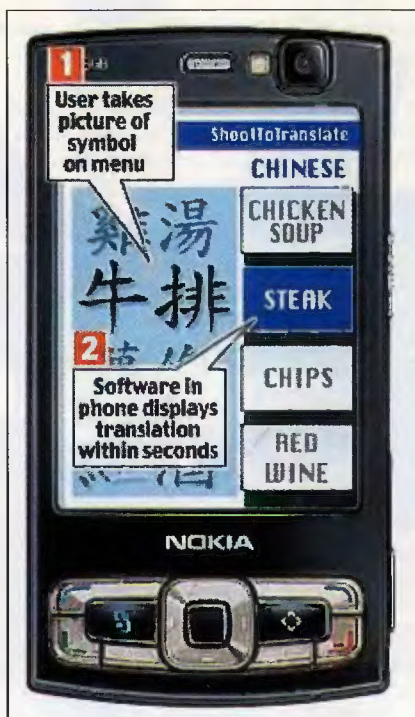 1
User takes
picture of
symbol
on menu
ShootToTranslate
CHINESE
雞湯
CHICKEN
SOUP
牛排
STEAK
2
Software in
phone displays
translation
within seconds
CHIPS
RED
WINE
NOKIA